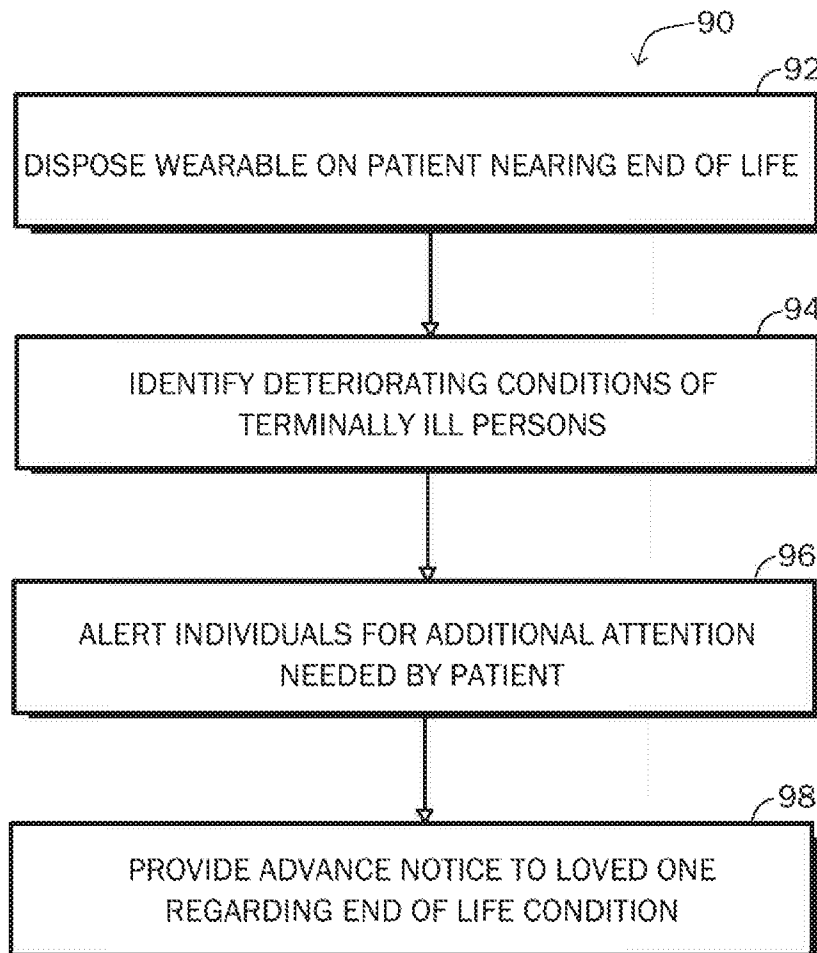 90
92
DISPOSE WEARABLE ON PATIENT NEARING END OF LIFE
94
IDENTIFY DETERIORATING CONDITIONS OF
TERMINALLY ILL PERSONS
96
ALERT INDIVIDUALS FOR ADDITIONAL ATTENTION
NEEDED BY PATIENT
98
PROVIDE ADVANCE NOTICE TO LOVED ONE
REGARDING END OF LIFE CONDITION